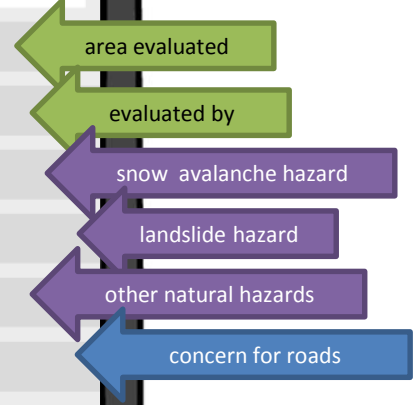 area evaluated
evaluated by
snow avalanche hazard
landslide hazard
other natural hazards
concern for roads